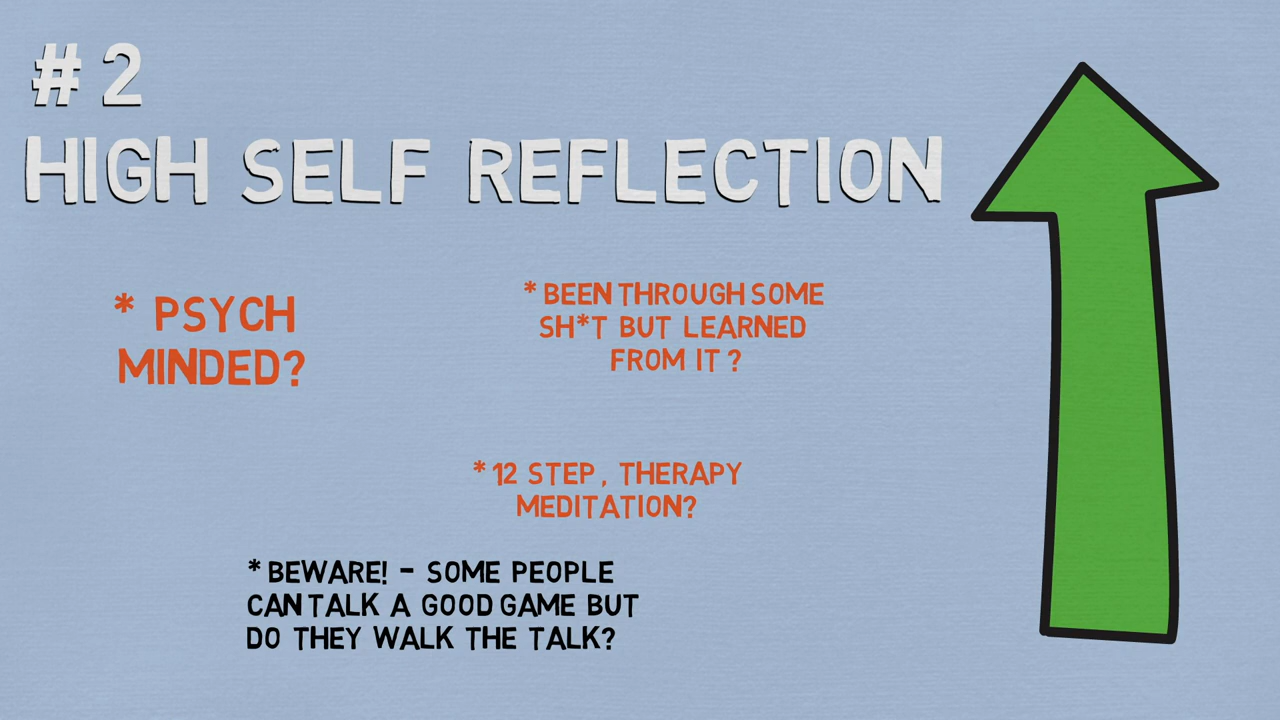 # 2
HIGH SELF REFLECTION
* PSYCH
MINDED?
* BEEN THROUGH SOME
SH*T BUT LEARNED
FROM IT ?
* 12 STEP , THERAPY
MEDITATION?
* BEWARE! - SOME PEOPLE
CAN TALK A GOOD GAME BUT
DO THEY WALK THE TALK?